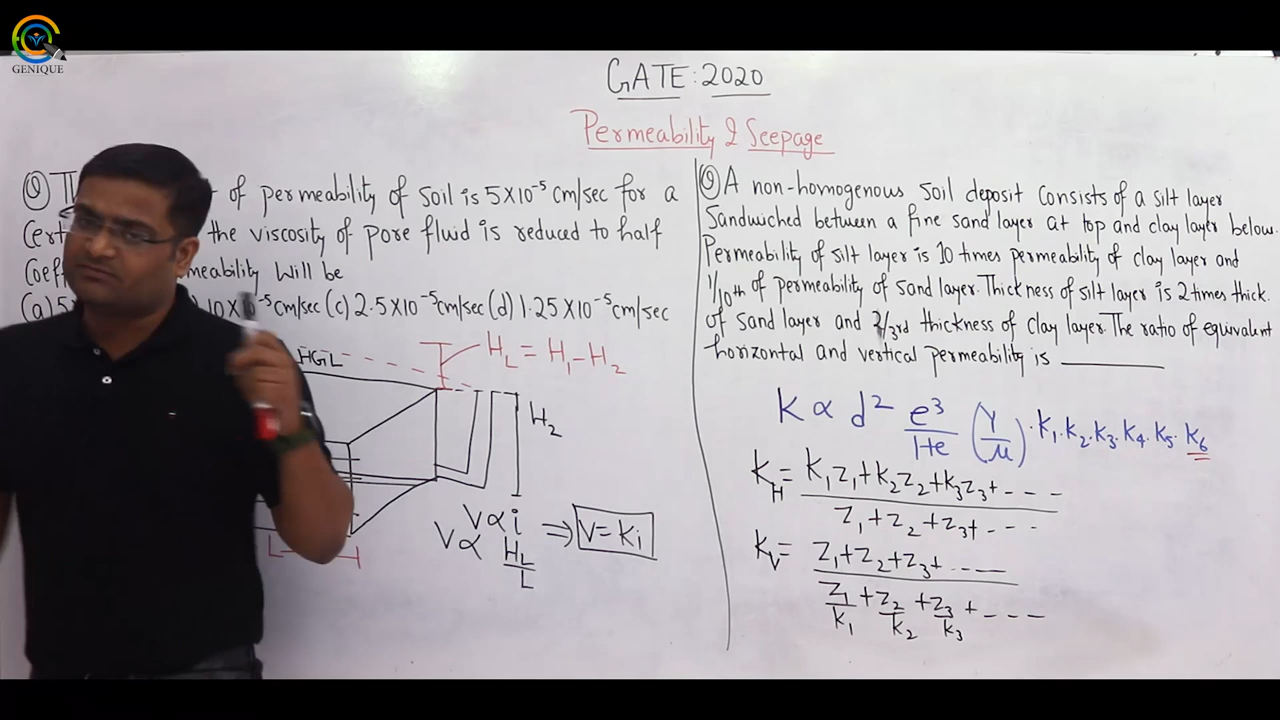 GENIQUE
GATE: 2020
Permeability & Seepage
Q of permeability of soil is 5×10⁻⁵ cm/sec for a
the viscosity of pore fluid is reduced to half
will be
10×10⁻⁵ cm/sec (c) 2.5×10⁻⁵ cm/sec (d) 1.25×10⁻⁵ cm/sec
HGL
H_L = H₁-H₂
H₂
V∝i
V∝ H_L/L ⇒ V=Ki
L
Q A non-homogenous Soil deposit consists of a silt layer
Sandwiched between a fine sand layer at top and clay layer below.
Permeability of silt layer is 10 times permeability of clay layer and
1/10th of permeability of sand layer. Thickness of silt layer is 2 times thick.
of sand layer and 2/3rd thickness of clay layer. The ratio of equivalent
horizontal and vertical permeability is ______
K ∝ d² e³/1+e (γ/μ)·K₁·K₂·K₃·K₄·K₅·K₆
K_H = K₁Z₁+K₂Z₂+K₃Z₃+----
Z₁+Z₂+Z₃+----
K_V = Z₁+Z₂+Z₃+.----
Z₁/K₁+Z₂/K₂+Z₃/K₃+----